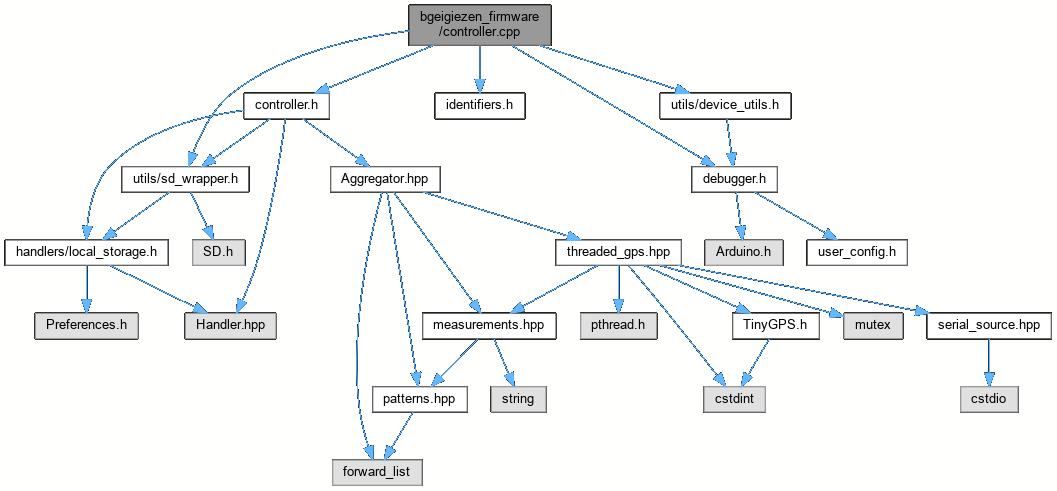 bgeigiezen_firmware
/controller.cpp
controller.h
identifiers.h
utils/device_utils.h
utils/sd_wrapper.h
Aggregator.hpp
debugger.h
handlers/local_storage.h
SD.h
threaded_gps.hpp
Arduino.h
user_config.h
Preferences.h
Handler.hpp
measurements.hpp
pthread.h
TinyGPS.h
mutex
serial_source.hpp
patterns.hpp
string
cstdint
cstdio
forward_list